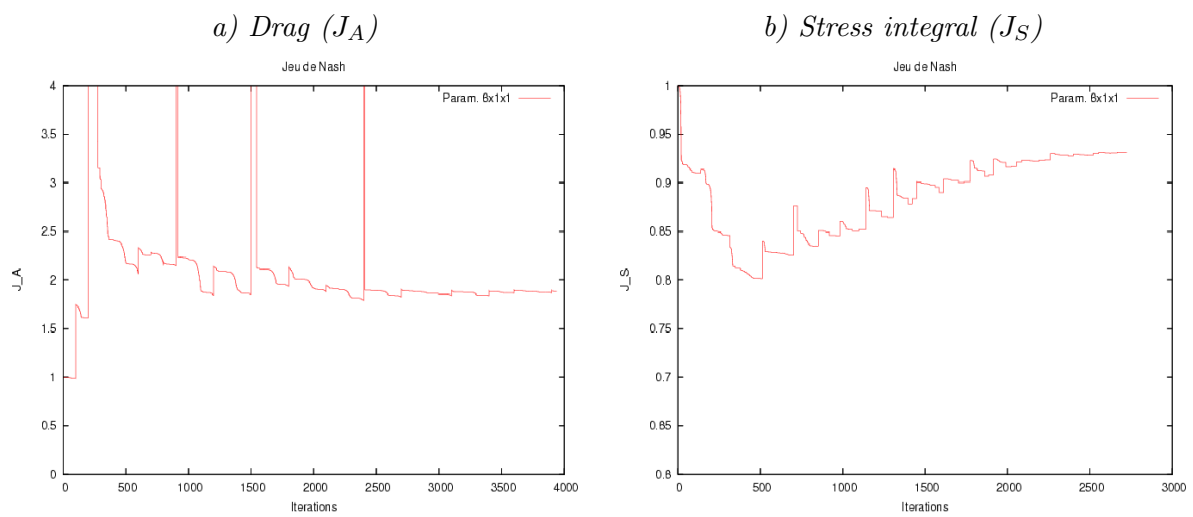 a) Drag (J_A)
Jeu de Nash
Param. 6x1x1
4
3.5
3
2.5
2
1.5
1
0.5
0
J_A
0 500 1000 1500 2000 2500 3000 3500 4000
Iterations
b) Stress integral (J_S)
Jeu de Nash
Param. 6x1x1
1
0.95
0.9
0.85
0.8
0.75
0.7
0.65
0.6
J_S
0 500 1000 1500 2000 2500 3000
Iterations